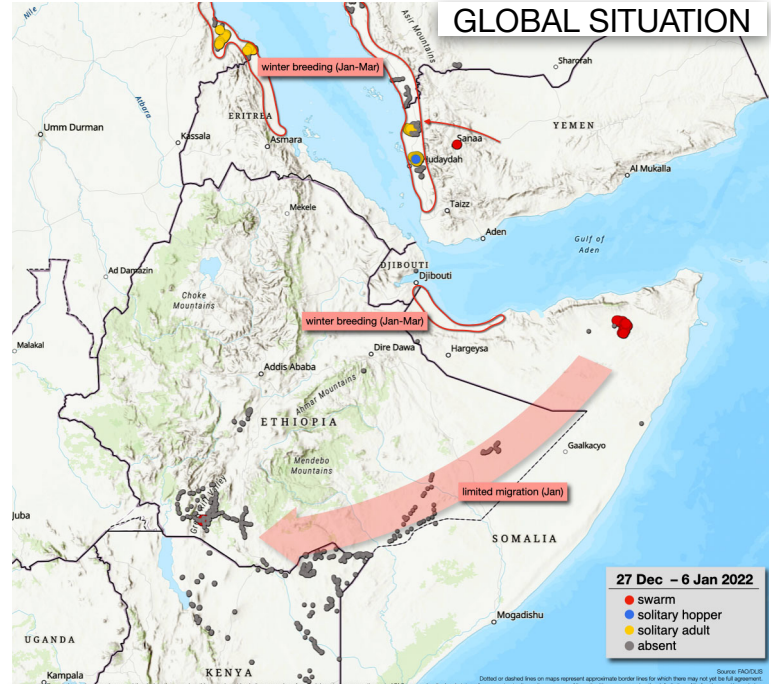 GLOBAL SITUATION
Nile
Asir Mountains
Sharorah
winter breeding (Jan-Mar)
Atbara
ERITREA
YEMEN
Umm Durman
Kassala
Asmara
Sanaa
Hudaydah
Al Mukalla
Mekele
Taizz
Aden
Gulf of
Aden
DJIBOUTI
Djibouti
Ad Damazin
Choke
Mountains
winter breeding (Jan-Mar)
Malakal
Dire Dawa
Hargeysa
Addis Ababa
Ahmar Mountains
ETHIOPIA
Gaalkacyo
Mendebo
Mountains
limited migration (Jan)
Great Rift Valley
Juba
SOMALIA
27 Dec – 6 Jan 2022
swarm
solitary hopper
solitary adult
absent
Mogadishu
UGANDA
KENYA
Kampala
Source: FAO/DLIS
Dotted or dashed lines on maps represent approximate border lines for which there may not yet be full agreement.